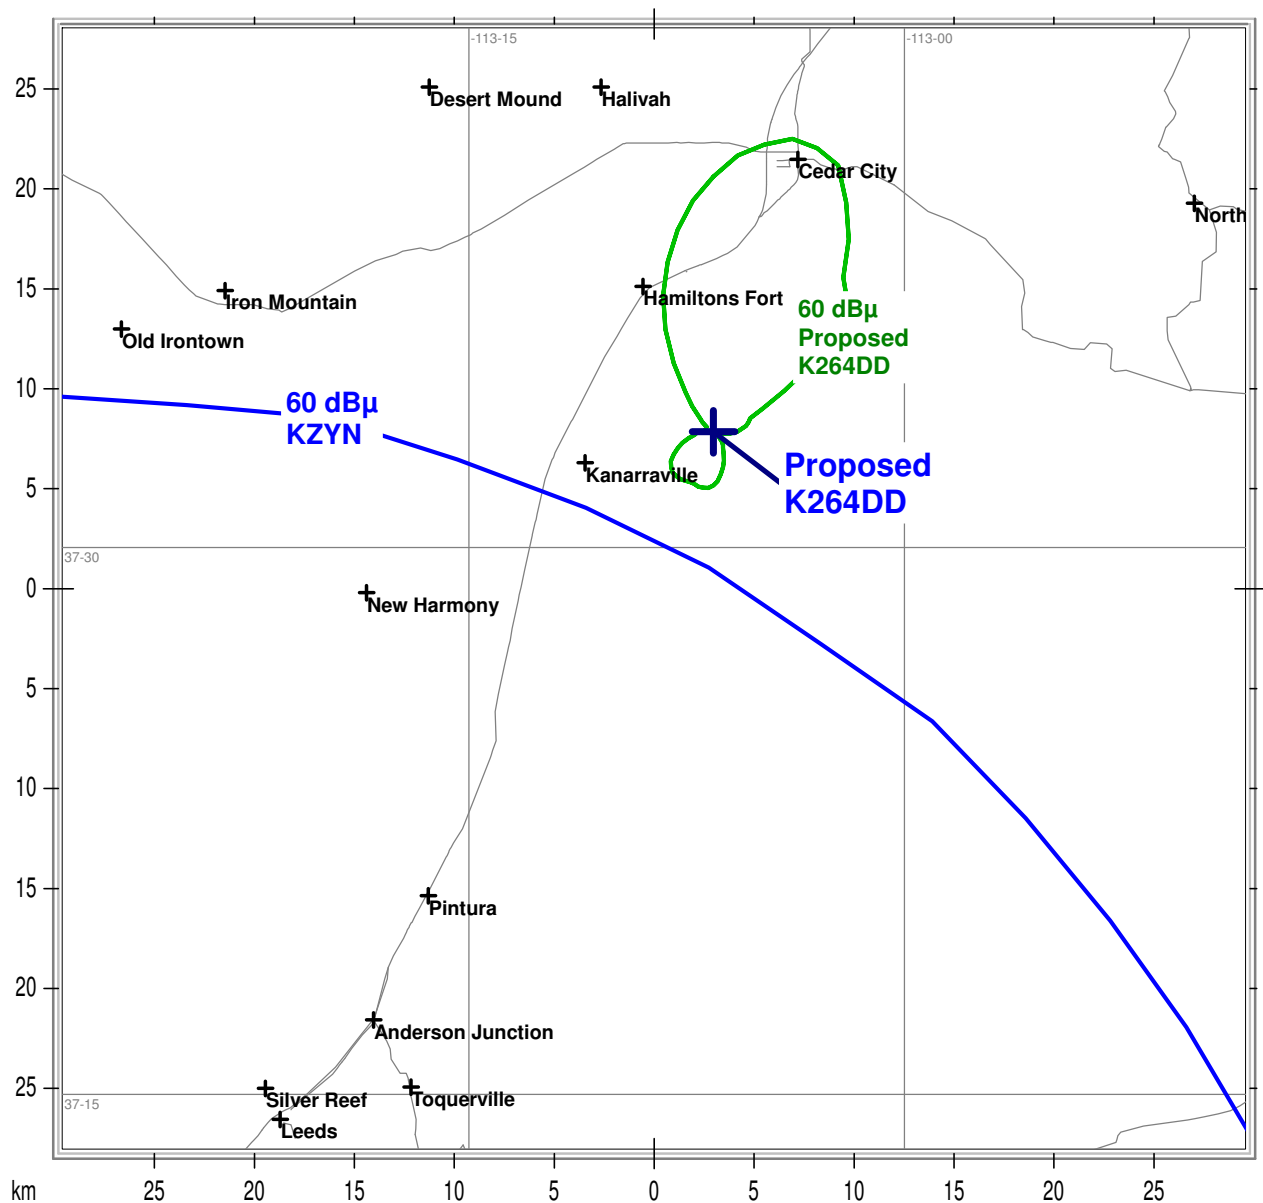 -113-15
-113-00
25
Desert Mound
Halivah
Cedar City
20
North
15
Iron Mountain
Hamiltons Fort
60 dBµ
Proposed
K264DD
Old Irontown
10
60 dBµ
KZYN
Proposed
K264DD
Kanarraville
5
37-30
0
New Harmony
5
10
15
Pintura
20
Anderson Junction
25
Silver Reef
Toquerville
37-15
Leeds
km
25
20
15
10
5
0
5
10
15
20
25